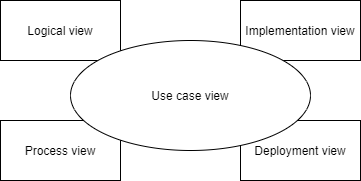 Logical view
Implementation view
Use case view
Process view
Deployment view